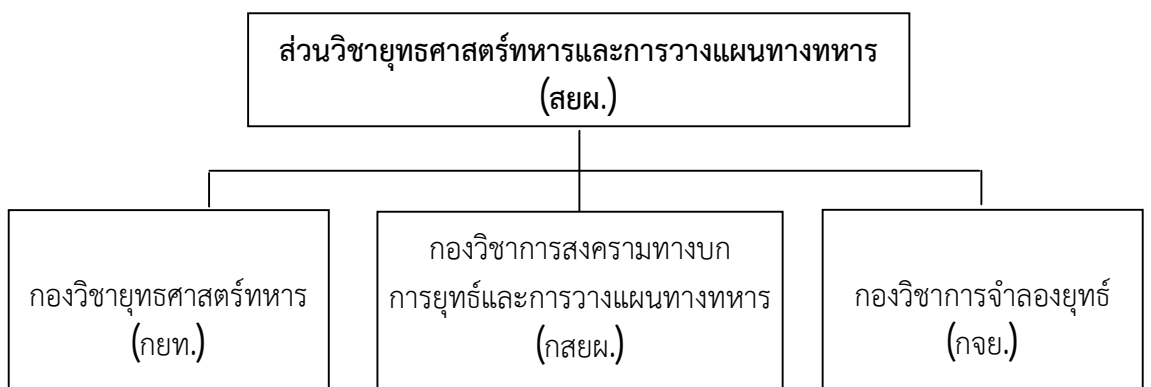 ส่วนวิชายุทธศาสตร์ทหารและการวางแผนทางทหาร
(สยผ.)
กองวิชายุทธศาสตร์ทหาร
(กยท.)
กองวิชาการสงครามทางบก
การยุทธ์และการวางแผนทางทหาร
(กสยผ.)
กองวิชาการจำลองยุทธ์
(กจย.)